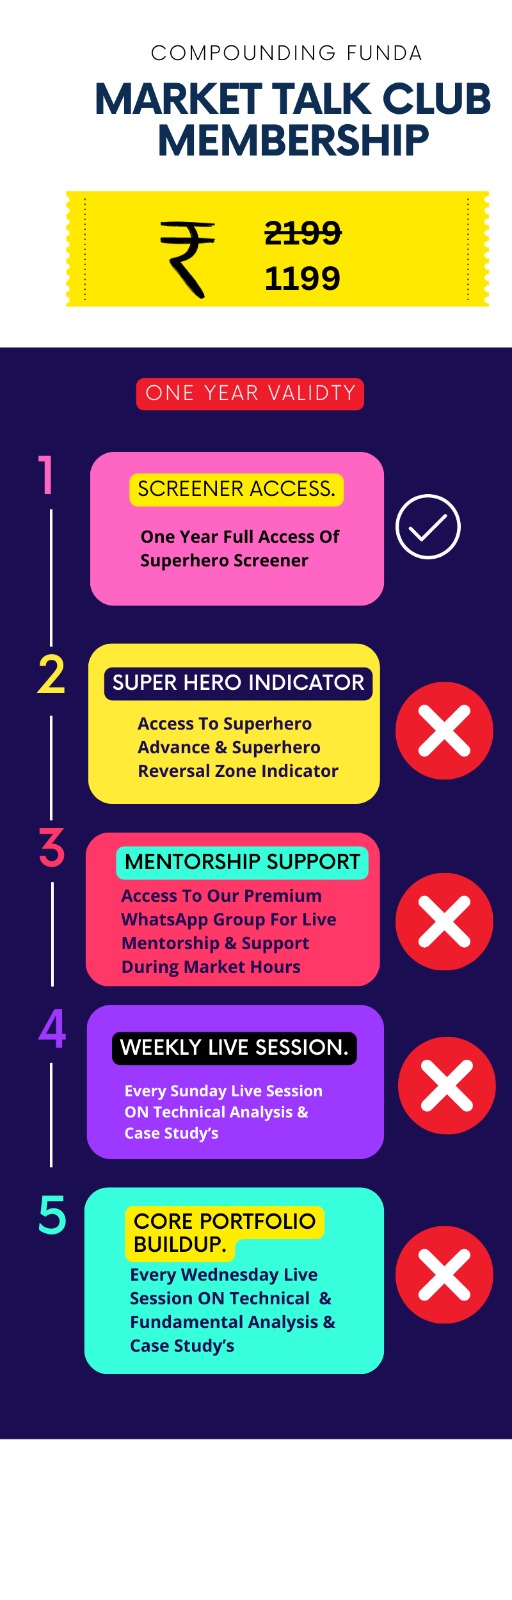 COMPOUNDING FUNDA
MARKET TALK CLUB
MEMBERSHIP
₹
2199
1199
ONE YEAR VALIDTY
1
SCREENER ACCESS.
One Year Full Access Of
Superhero Screener
2
SUPER HERO INDICATOR
Access To Superhero
Advance & Superhero
Reversal Zone Indicator
3
MENTORSHIP SUPPORT
Access To Our Premium
WhatsApp Group For Live
Mentorship & Support
During Market Hours
4
WEEKLY LIVE SESSION.
Every Sunday Live Session
ON Technical Analysis &
Case Study's
5
CORE PORTFOLIO
BUILDUP.
Every Wednesday Live
Session ON Technical  &
Fundamental Analysis &
Case Study's